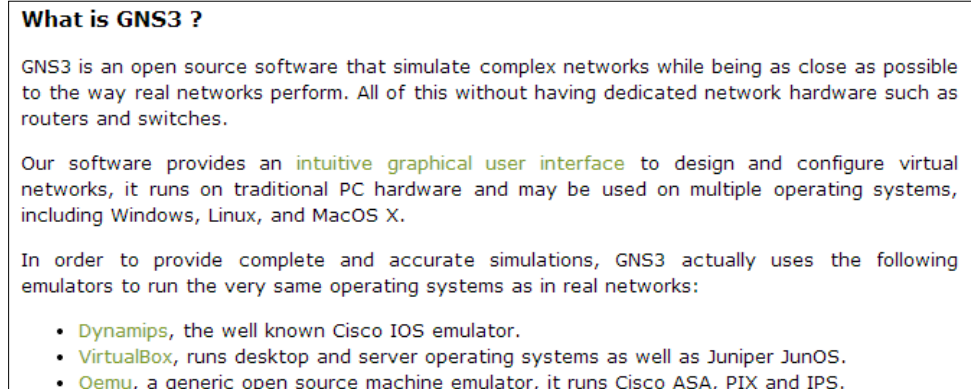 What is GNS3 ?
GNS3 is an open source software that simulate complex networks while being as close as possible
to the way real networks perform. All of this without having dedicated network hardware such as
routers and switches.
Our software provides an intuitive graphical user interface to design and configure virtual
networks, it runs on traditional PC hardware and may be used on multiple operating systems,
including Windows, Linux, and MacOS X.
In order to provide complete and accurate simulations, GNS3 actually uses the following
emulators to run the very same operating systems as in real networks:
• Dynamips, the well known Cisco IOS emulator.
• VirtualBox, runs desktop and server operating systems as well as Juniper JunOS.
• Qemu, a generic open source machine emulator, it runs Cisco ASA, PIX and IPS.